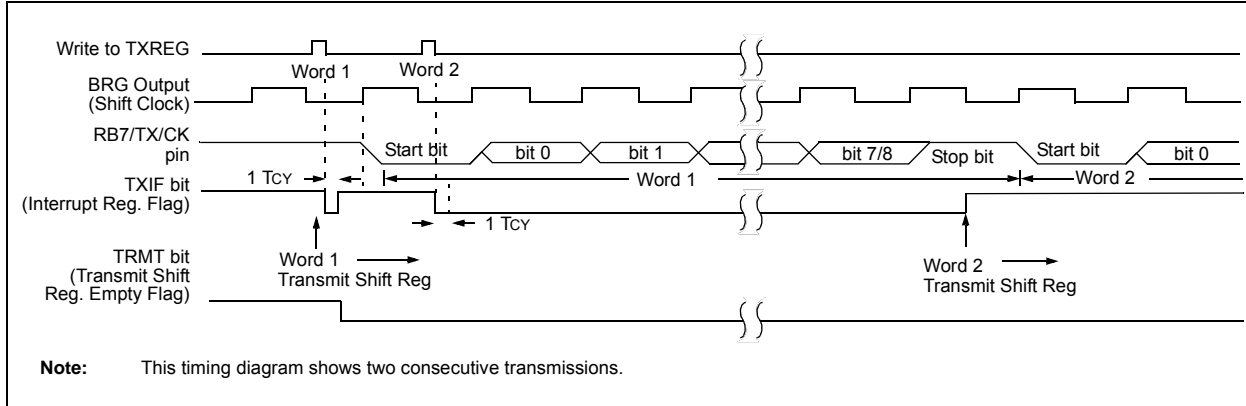 Write to TXREG
Word 1
Word 2
BRG Output
(Shift Clock)
RB7/TX/CK
pin
Start bit
bit 0
bit 1
bit 7/8
Stop bit
Start bit
bit 0
1 TCY
Word 1
Word 2
TXIF bit
(Interrupt Reg. Flag)
1 TCY
Word 1
Transmit Shift Reg
Word 2
Transmit Shift Reg
TRMT bit
(Transmit Shift
Reg. Empty Flag)
Note: This timing diagram shows two consecutive transmissions.